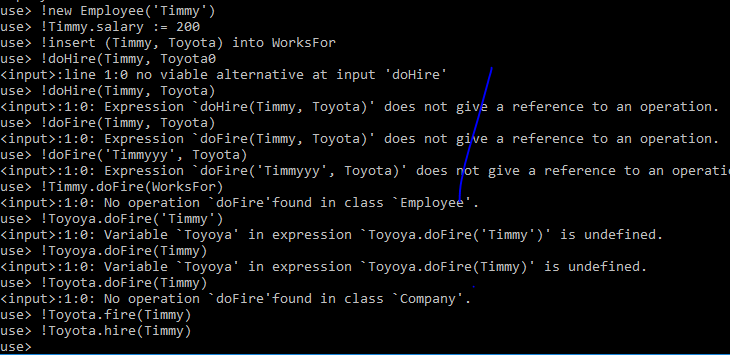 use> !new Employee('Timmy')
use> !Timmy.salary := 200
use> !insert (Timmy, Toyota) into WorksFor
use> !doHire(Timmy, Toyota0
<input>:line 1:0 no viable alternative at input 'doHire'
use> !doHire(Timmy, Toyota)
<input>:1:0: Expression `doHire(Timmy, Toyota)' does not give a reference to an operation.
use> !doFire(Timmy, Toyota)
<input>:1:0: Expression `doFire(Timmy, Toyota)' does not give a reference to an operation.
use> !doFire('Timmyyy', Toyota)
<input>:1:0: Expression `doFire('Timmyyy', Toyota)' does not give a reference to an operati
use> !Timmy.doFire(WorksFor)
<input>:1:0: No operation `doFire'found in class `Employee'.
use> !Toyoya.doFire('Timmy')
<input>:1:0: Variable `Toyoya' in expression `Toyoya.doFire('Timmy')' is undefined.
use> !Toyoya.doFire(Timmy)
<input>:1:0: Variable `Toyoya' in expression `Toyoya.doFire(Timmy)' is undefined.
use> !Toyota.doFire(Timmy)
<input>:1:0: No operation `doFire'found in class `Company'.
use> !Toyota.fire(Timmy)
use> !Toyota.hire(Timmy)
use>